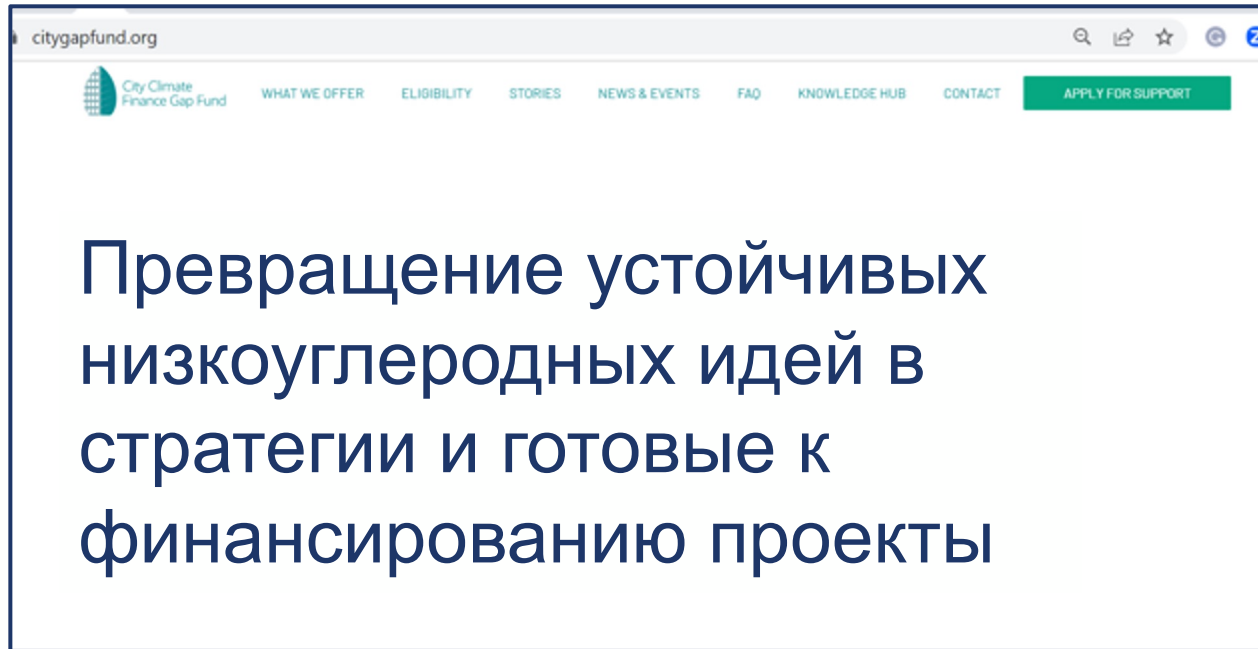 citygapfund.org
City Climate
Finance Gap Fund
WHAT WE OFFER
ELIGIBILITY
STORIES
NEWS & EVENTS
FAQ
KNOWLEDGE HUB
CONTACT
APPLY FOR SUPPORT
Превращение устойчивых
низкоуглеродных идей в
стратегии и готовые к
финансированию проекты